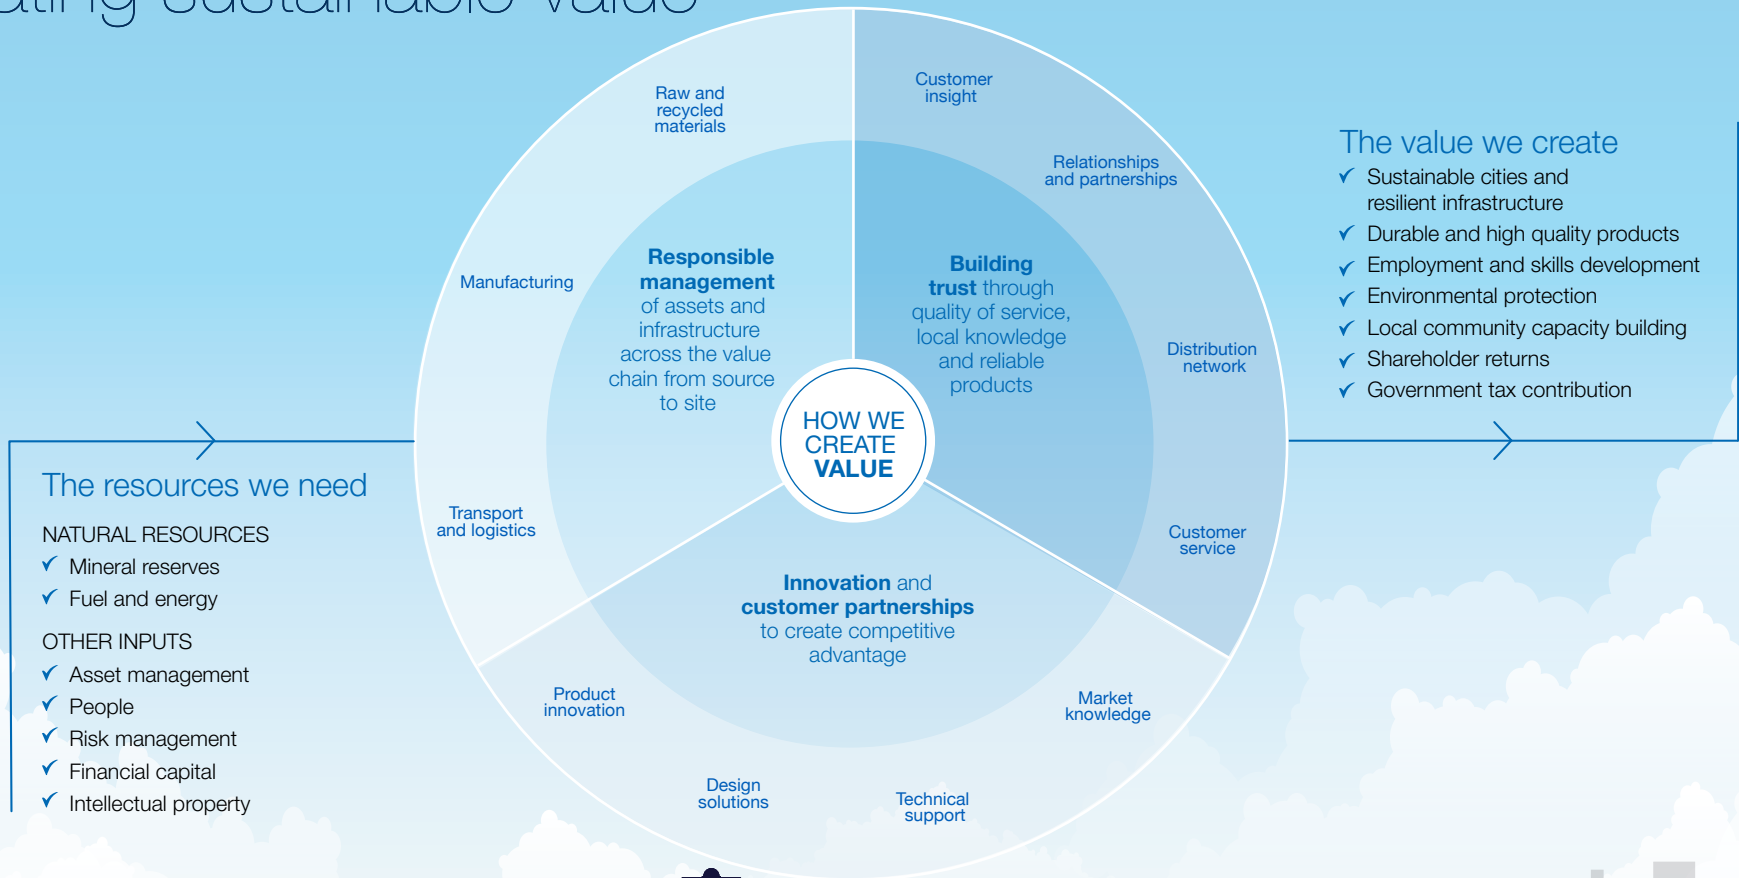 sustainable value
The resources we need
NATURAL RESOURCES
Mineral reserves
Fuel and energy
OTHER INPUTS
Asset management
People
Risk management
Financial capital
Intellectual property
Raw and
recycled
materials
Manufacturing
Transport
and logistics
Responsible
management
of assets and
infrastructure
across the value
chain from source
to site
Customer
insight
Relationships
and partnerships
Distribution
network
Customer
service
Building
trust through
quality of service,
local knowledge
and reliable
products
HOW WE
CREATE
VALUE
Innovation and
customer partnerships
to create competitive
advantage
Product
innovation
Design
solutions
Technical
support
Market
knowledge
The value we create
Sustainable cities and
resilient infrastructure
Durable and high quality products
Employment and skills development
Environmental protection
Local community capacity building
Shareholder returns
Government tax contribution